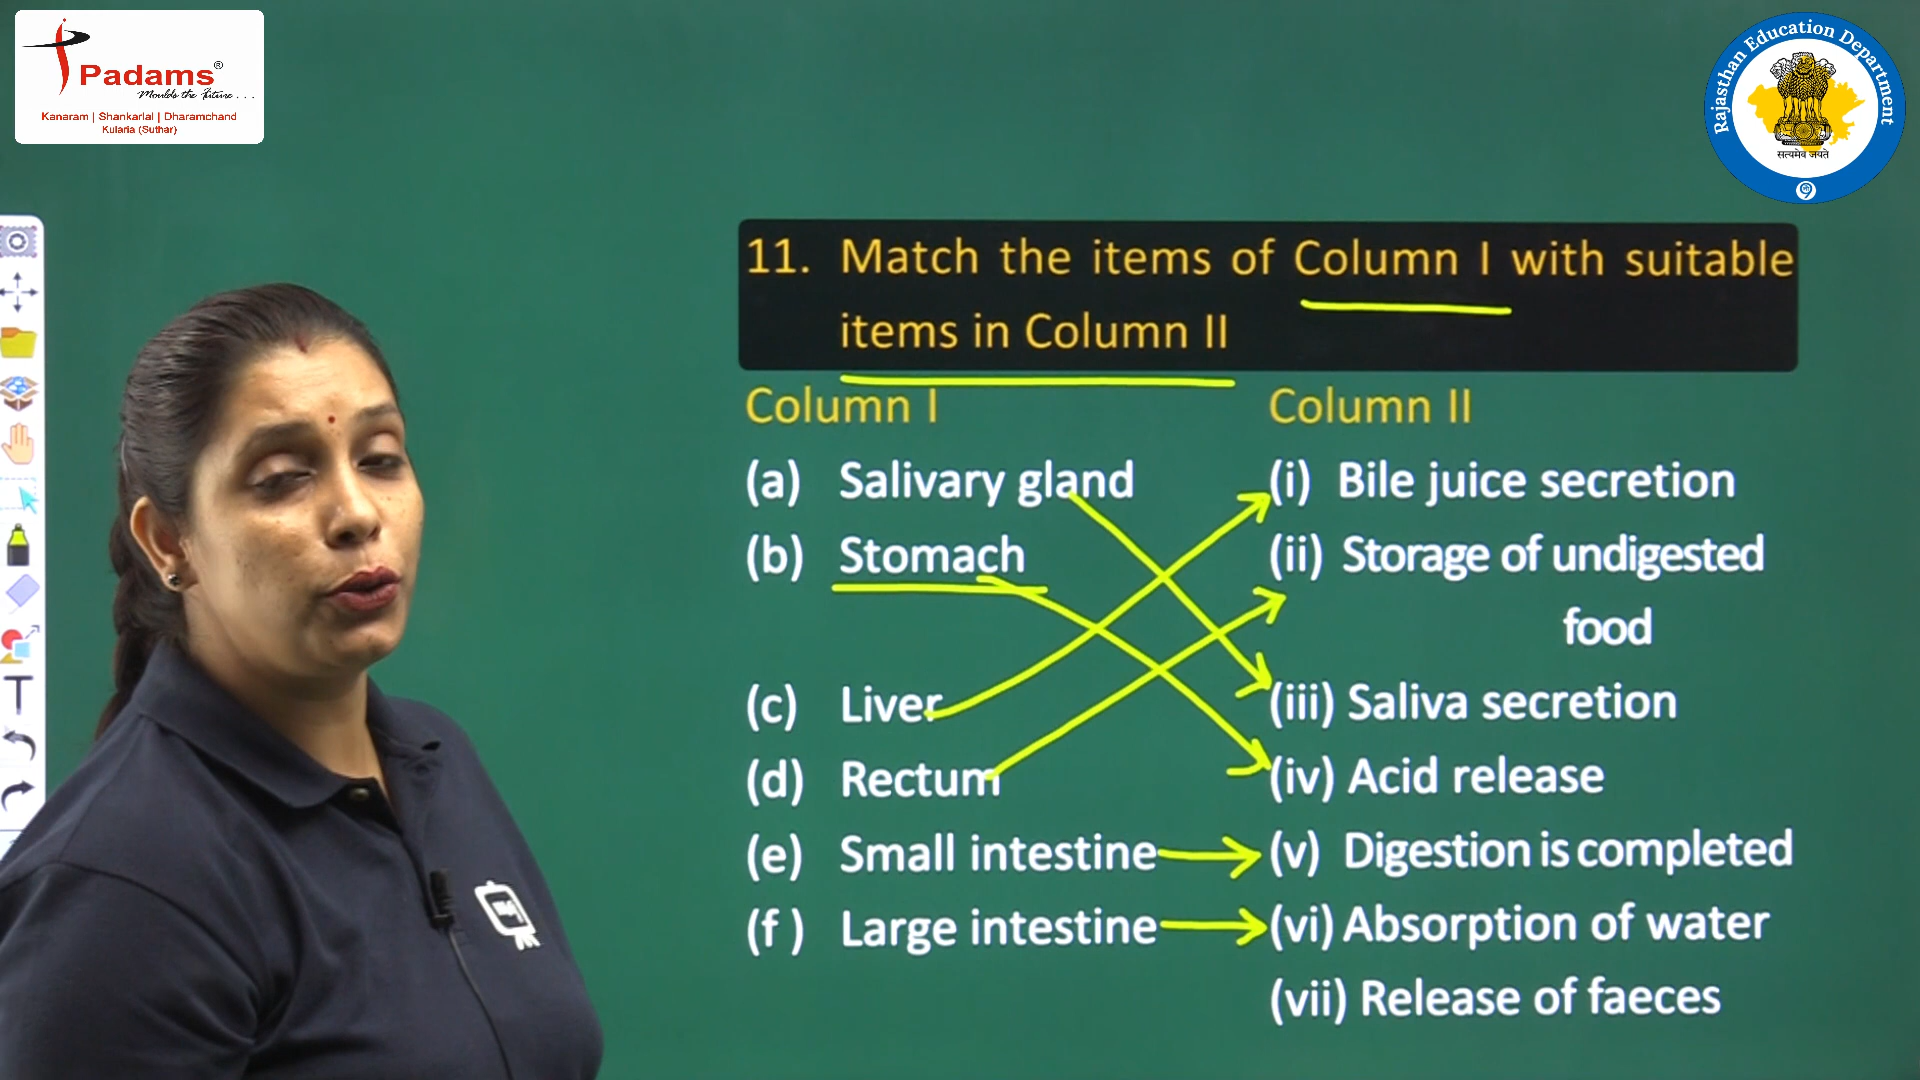 Padams®
Moulds the Future . . .
Kanaram | Shankarlal | Dharamchand
Kularia (Suthar)
Rajasthan Education Department
सत्यमेव जयते
11. Match the items of Column I with suitable
items in Column II
Column I Column II
(a) Salivary gland (i) Bile juice secretion
(b) Stomach (ii) Storage of undigested
food
(c) Liver (iii) Saliva secretion
(d) Rectum (iv) Acid release
(e) Small intestine (v) Digestion is completed
(f ) Large intestine (vi) Absorption of water
(vii) Release of faeces
T